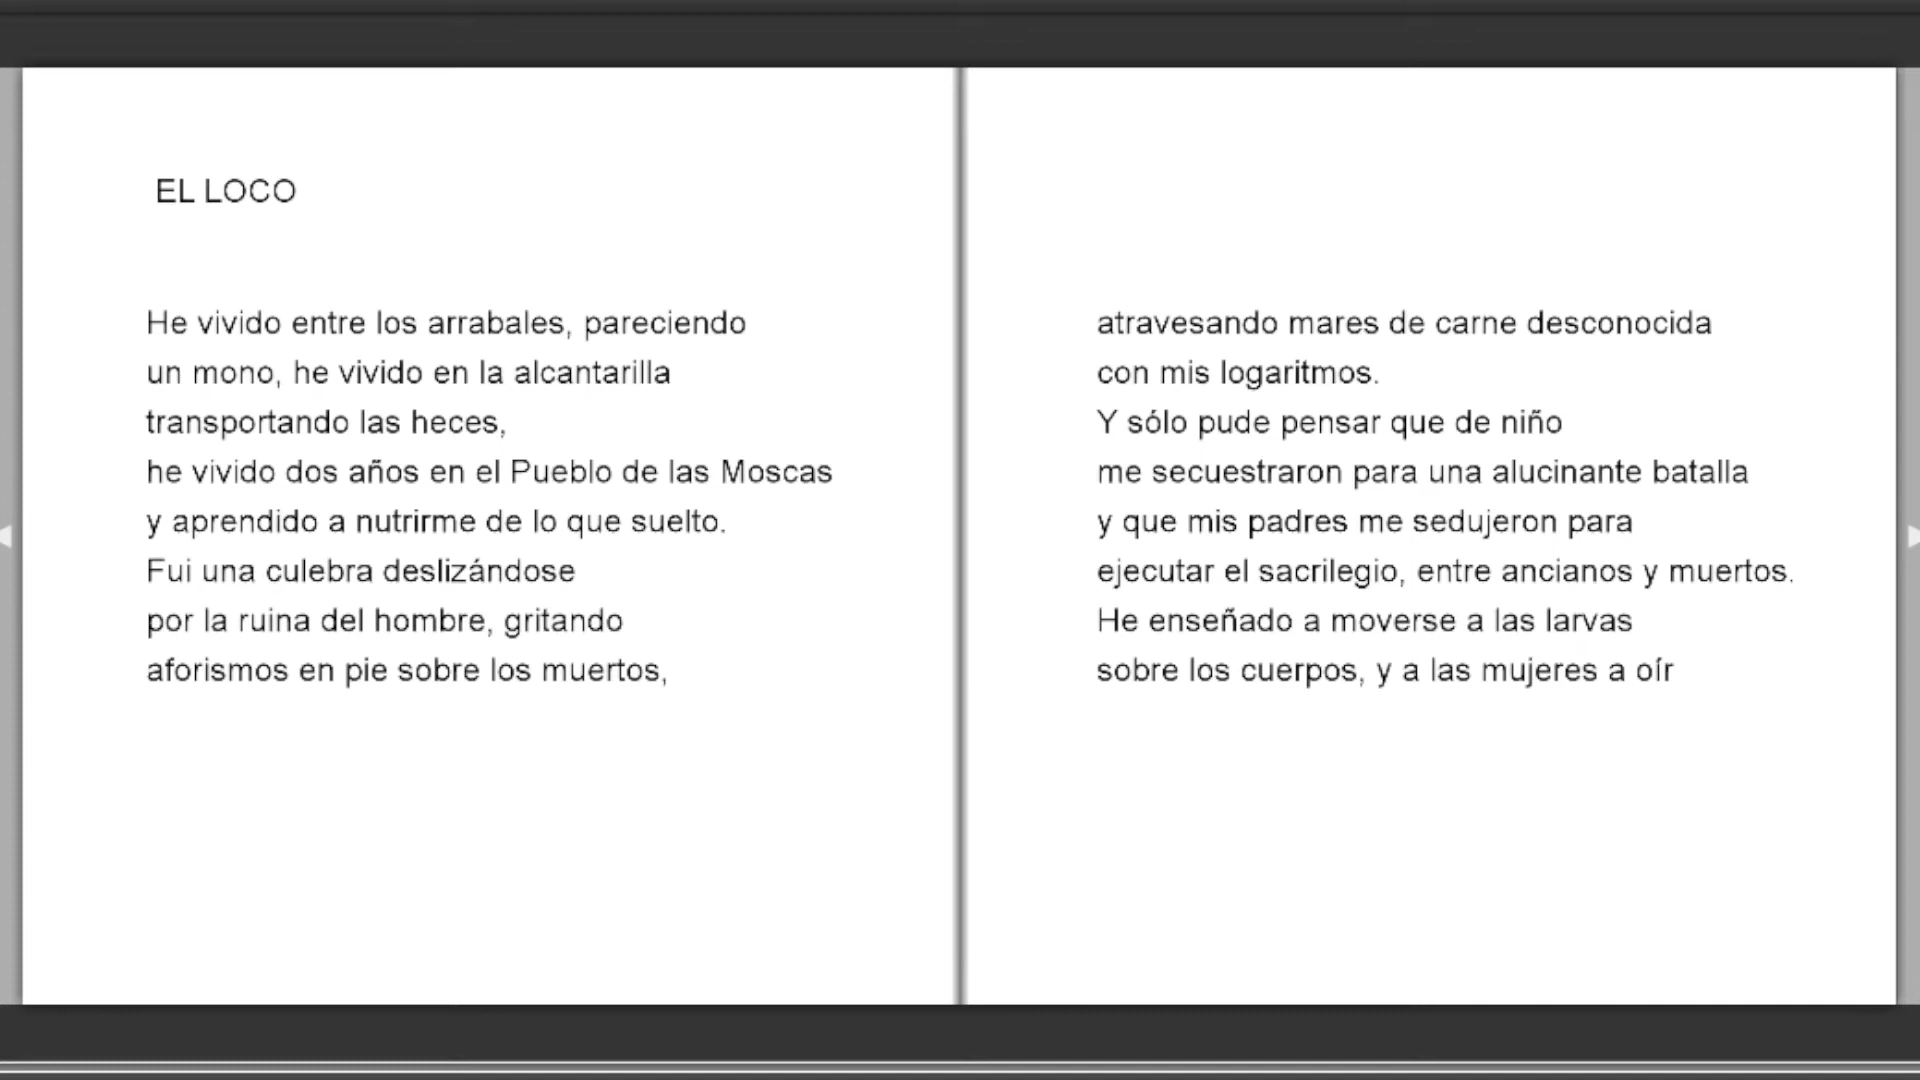 EL LOCO
He vivido entre los arrabales, pareciendo
un mono, he vivido en la alcantarilla
transportando las heces,
he vivido dos años en el Pueblo de las Moscas
y aprendido a nutrirme de lo que suelto.
Fui una culebra deslizándose
por la ruina del hombre, gritando
aforismos en pie sobre los muertos,
atravesando mares de carne desconocida
con mis logaritmos.
Y sólo pude pensar que de niño
me secuestraron para una alucinante batalla
y que mis padres me sedujeron para
ejecutar el sacrilegio, entre ancianos y muertos.
He enseñado a moverse a las larvas
sobre los cuerpos, y a las mujeres a oír